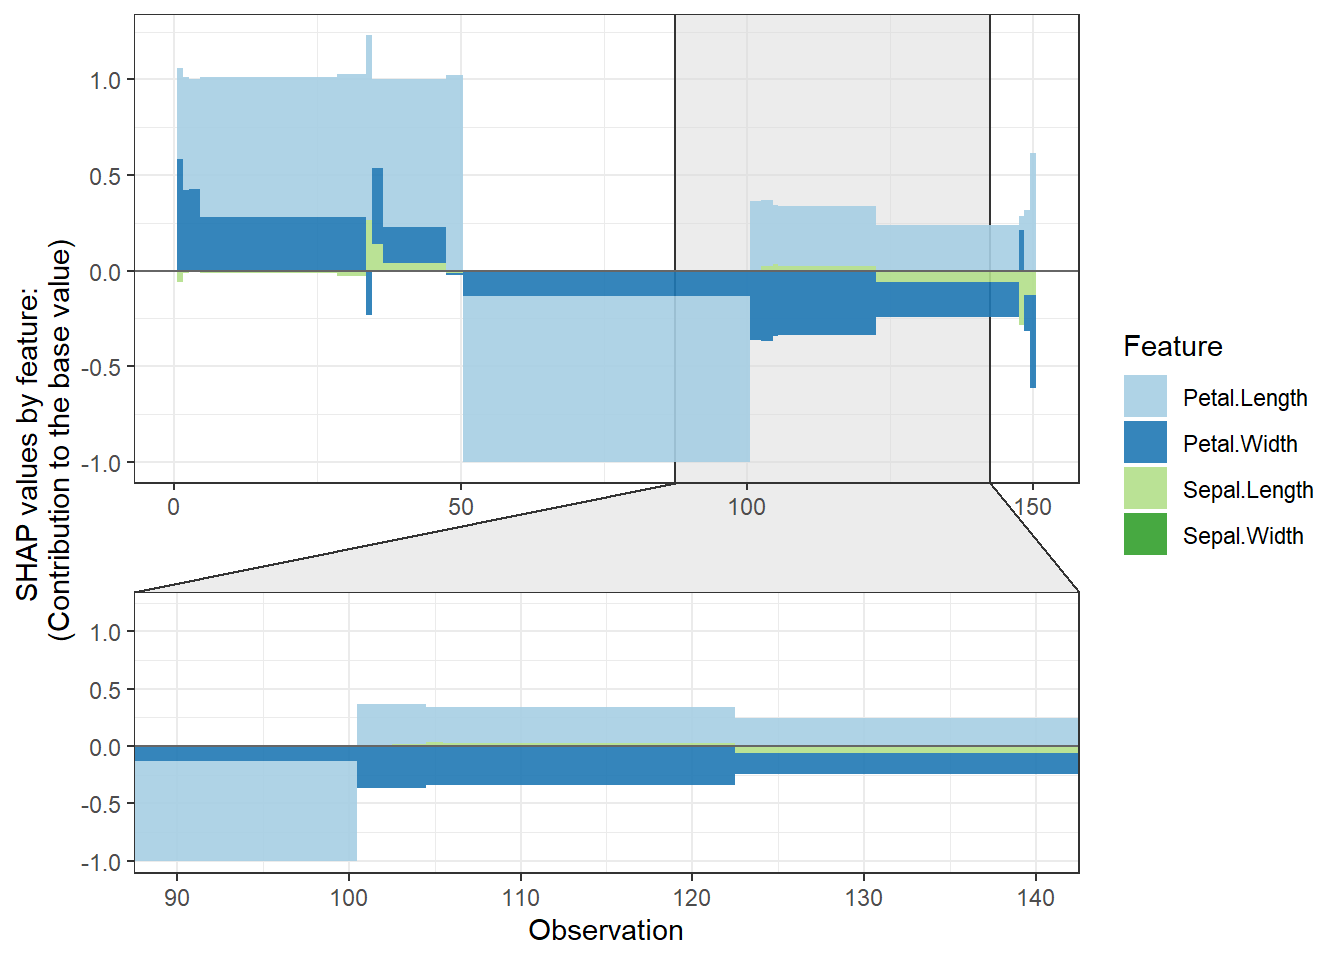 SHAP values by feature:
(Contribution to the base value)
1.0
0.5
0.0
-0.5
-1.0
0
50
100
150
1.0
0.5
0.0
-0.5
-1.0
90
100
110
120
130
140
Observation
Feature
Petal.Length
Petal.Width
Sepal.Length
Sepal.Width